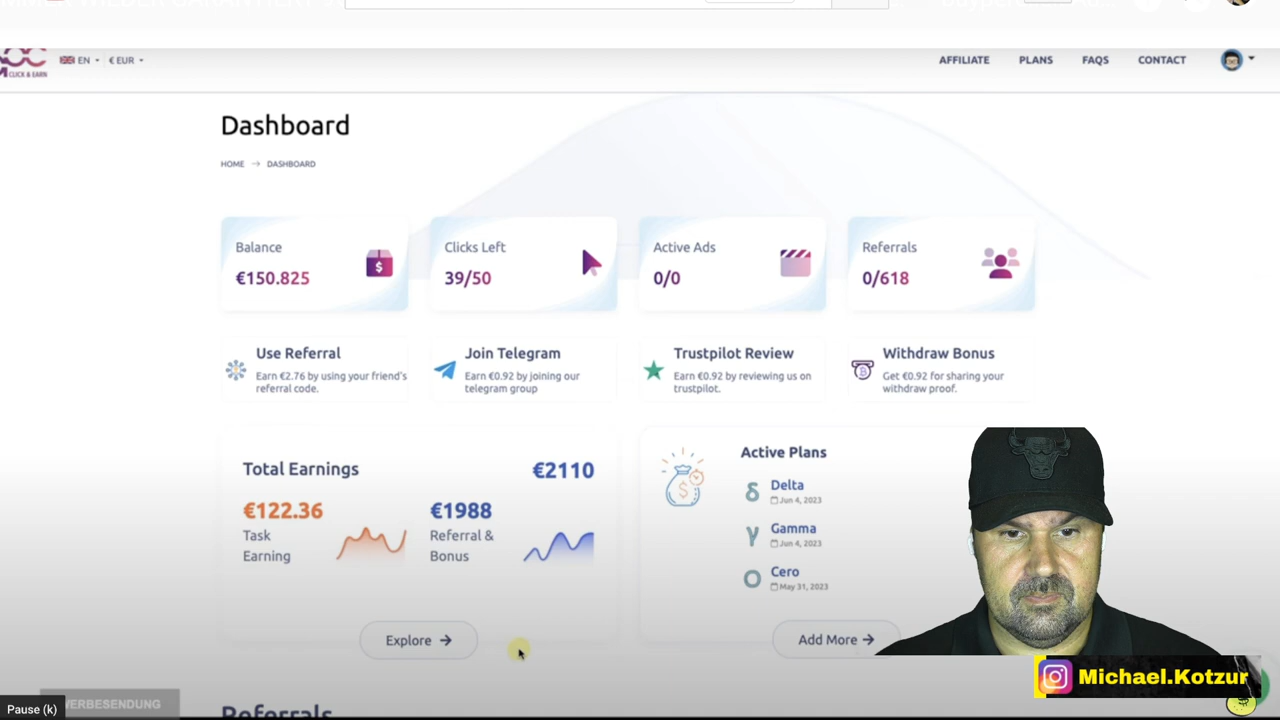 CLICK & EARN
EN
€ EUR
AFFILIATE
PLANS
FAQS
CONTACT
Dashboard
HOME → DASHBOARD
Balance
€150.825
Clicks Left
39/50
Active Ads
0/0
Referrals
0/618
Use Referral
Earn €2.76 by using your friend's
referral code.
Join Telegram
Earn €0.92 by joining our
telegram group
Trustpilot Review
Earn €0.92 by reviewing us on
trustpilot.
Withdraw Bonus
Get €0.92 for sharing your
withdraw proof.
Total Earnings
€2110
€122.36
Task
Earning
€1988
Referral &
Bonus
Explore →
Active Plans
δ Delta
Jun 4, 2023
γ Gamma
Jun 4, 2023
Cero
May 31, 2023
Add More →
Michael.Kotzur
WERBESENDUNG
Pause (k)
Referrals